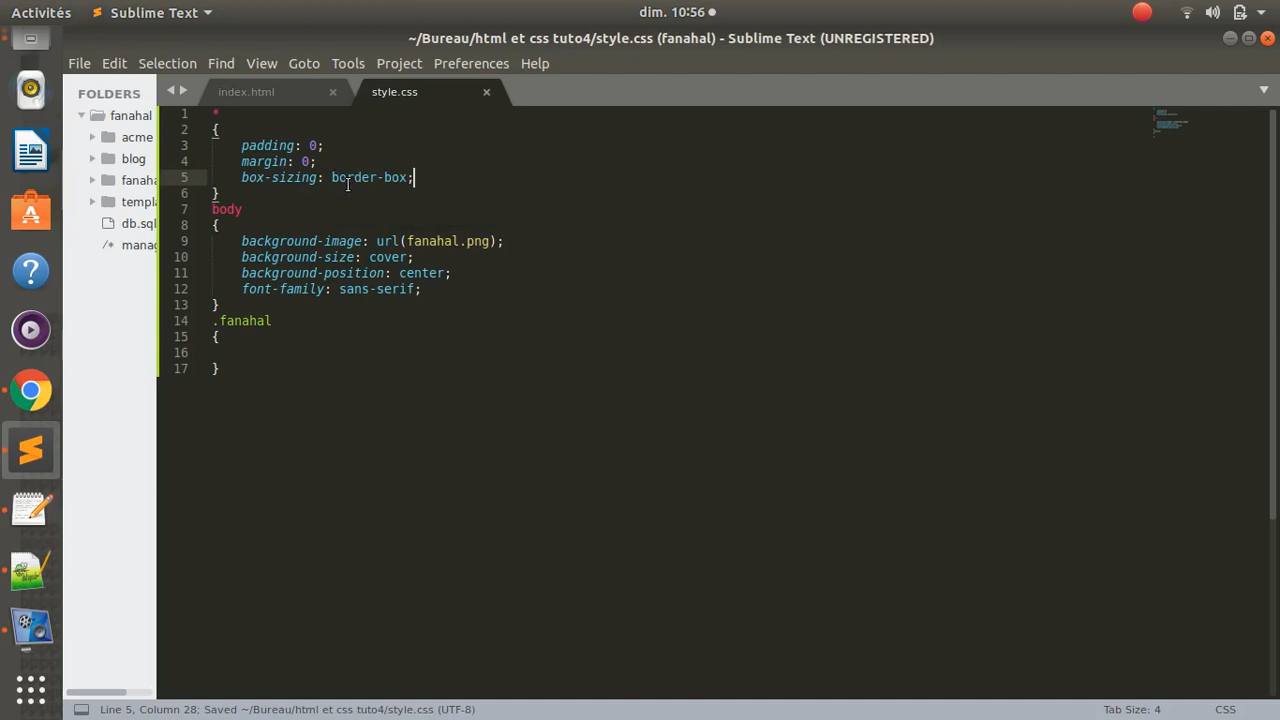 Activités
Sublime Text
dim. 10:56
~/Bureau/html et css tuto4/style.css (fanahal) - Sublime Text (UNREGISTERED)
File Edit Selection Find View Goto Tools Project Preferences Help
FOLDERS
fanahal
acme
blog
fanaha
templa
db.sql
manag
index.html
style.css
1 *
2 {
3 padding: 0;
4 margin: 0;
5 box-sizing: border-box;
6 }
7 body
8 {
9 background-image: url(fanahal.png);
10 background-size: cover;
11 background-position: center;
12 font-family: sans-serif;
13 }
14 .fanahal
15 {
16
17 }
Line 5, Column 28; Saved ~/Bureau/html et css tuto4/style.css (UTF-8)
Tab Size: 4
CSS